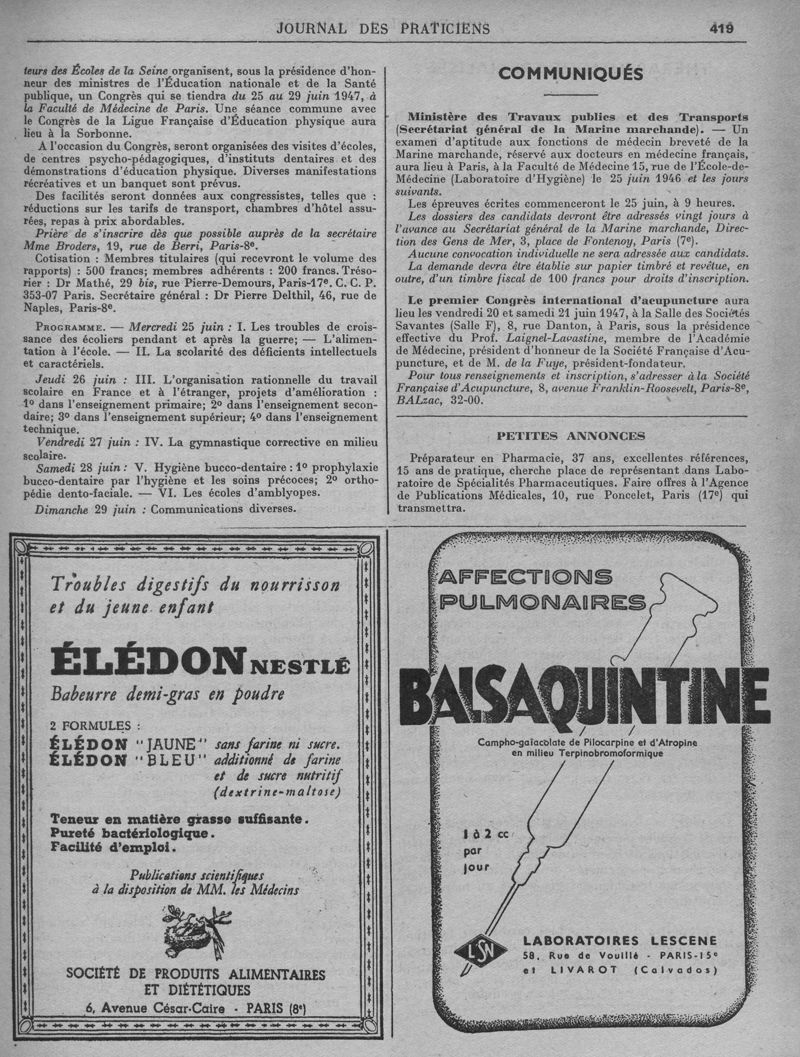 JOURNAL DES PRATICIENS
419
teurs des Écoles de la Seine organisent, sous la présidence d'hon-
neur des ministres de l'Éducation nationale et de la Santé
publique, un Congrès qui se tiendra du 25 au 29 juin 1947, à
la Faculté de Médecine de Paris. Une séance commune avec
le Congrès de la Ligue Française d'Éducation physique aura
lieu à la Sorbonne.
A l'occasion du Congrès, seront organisées des visites d'écoles,
de centres psycho-pédagogiques, d'instituts dentaires et des
démonstrations d'éducation physique. Diverses manifestations
récréatives et un banquet sont prévus.
Des facilités seront données aux congressistes, telles que :
réductions sur les tarifs de transport, chambres d'hôtel assu-
rées, repas à prix abordables.
Prière de s'inscrire dès que possible auprès de la secrétaire
Mme Broders, 19, rue de Berri, Paris-8e.
Cotisation : Membres titulaires (qui recevront le volume des
rapports) : 500 francs; membres adhérents : 200 francs. Tréso-
rier : Dr Mathé, 29 bis, rue Pierre-Demours, Paris-17e. C. C. P.
353-07 Paris. Secrétaire général : Dr Pierre Delthil, 46, rue de
Naples, Paris-8e.
PROGRAMME. — Mercredi 25 juin : I. Les troubles de crois-
sance des écoliers pendant et après la guerre; — L'alimen-
tation à l'école. — II. La scolarité des déficients intellectuels
et caractériels.
Jeudi 26 juin : III. L'organisation rationnelle du travail
scolaire en France et à l'étranger, projets d'amélioration :
1o dans l'enseignement primaire; 2o dans l'enseignement secon-
daire; 3o dans l'enseignement supérieur; 4o dans l'enseignement
technique.
Vendredi 27 juin : IV. La gymnastique corrective en milieu
scolaire.
Samedi 28 juin : V. Hygiène bucco-dentaire : 1o prophylaxie
bucco-dentaire par l'hygiène et les soins précoces; 2o ortho-
pédie dento-faciale. — VI. Les écoles d'amblyopes.
Dimanche 29 juin : Communications diverses.
COMMUNIQUÉS
Ministère des Travaux publics et des Transports
(Secrétariat général de la Marine marchande). — Un
examen d'aptitude aux fonctions de médecin breveté de la
Marine marchande, réservé aux docteurs en médecine français,
aura lieu à Paris, à la Faculté de Médecine 15, rue de l'École-de-
Médecine (Laboratoire d'Hygiène) le 25 juin 1946 et les jours
suivants.
Les épreuves écrites commenceront le 25 juin, à 9 heures.
Les dossiers des candidats devront être adressés vingt jours à
l'avance au Secrétariat général de la Marine marchande, Direc-
tion des Gens de Mer, 3, place de Fontenoy, Paris (7e).
Aucune convocation individuelle ne sera adressée aux candidats.
La demande devra être établie sur papier timbré et revêtue, en
outre, d'un timbre fiscal de 100 francs pour droits d'inscription.
Le premier Congrès international d'acupuncture aura
lieu les vendredi 20 et samedi 21 juin 1947, à la Salle des Sociétés
Savantes (Salle F), 8, rue Danton, à Paris, sous la présidence
effective du Prof. Laignel-Lavastine, membre de l'Académie
de Médecine, président d'honneur de la Société Française d'Acu-
puncture, et de M. de la Fuye, président-fondateur.
Pour tous renseignements et inscription, s'adresser à la Société
Française d'Acupuncture, 8, avenue Franklin-Roosevelt, Paris-8e,
BALzac, 32-00.
PETITES ANNONCES
Préparateur en Pharmacie, 37 ans, excellentes références,
15 ans de pratique, cherche place de représentant dans Labo-
ratoire de Spécialités Pharmaceutiques. Faire offres à l'Agence
de Publications Médicales, 10, rue Poncelet, Paris (17e) qui
transmettra.
Troubles digestifs du nourrisson
et du jeune enfant
ÉLÉDON NESTLÉ
Babeurre demi-gras en poudre
2 FORMULES :
ÉLÉDON "JAUNE" sans farine ni sucre.
ÉLÉDON "BLEU" additionné de farine
et de sucre nutritif
(dextrine-maltose)
Teneur en matière grasse suffisante.
Pureté bactériologique.
Facilité d'emploi.
Publications scientifiques
à la disposition de MM. les Médecins
SOCIÉTÉ DE PRODUITS ALIMENTAIRES
ET DIÉTÉTIQUES
6, Avenue César-Caire - PARIS (8e)
AFFECTIONS
PULMONAIRES
BALSAQUINTINE
Campho-gaïacolate de Pilocarpine et d'Atropine
en milieu Terpinobromoformique
1 à 2 cc
par
jour
LSN
LABORATOIRES LESCENE
58, Rue de Vouillé - PARIS-15e
et LIVAROT (Calvados)